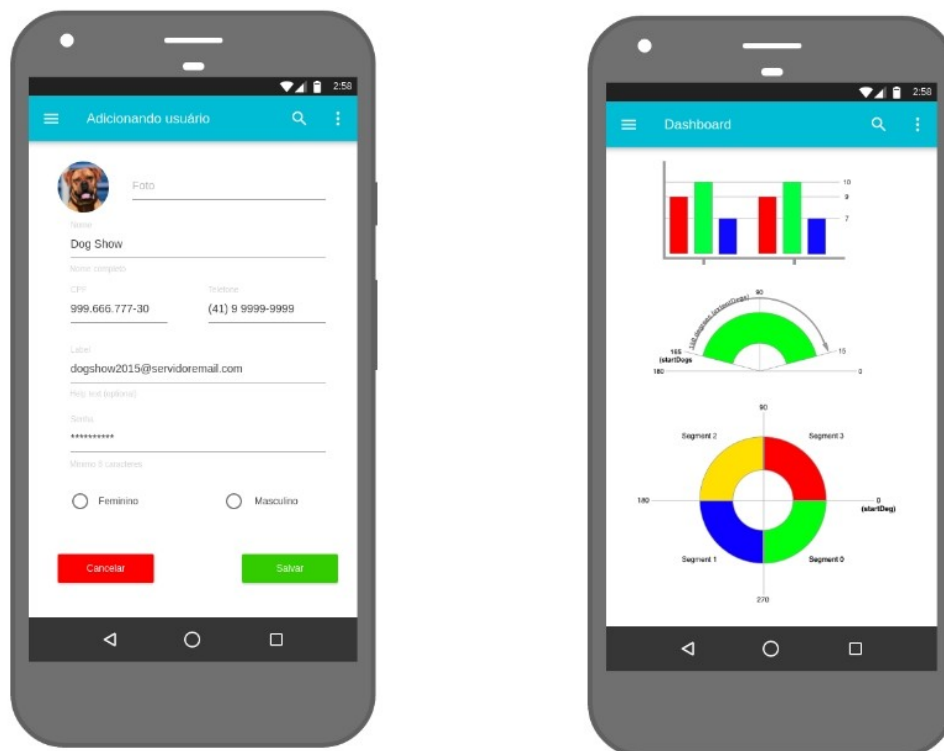 2:58
Adicionando usuário
Foto
Nome
Dog Show
Nome completo
CPF
Telefone
999.666.777-30
(41) 9 9999-9999
Label
dogshow2015@servidoremail.com
Help text (optional)
Senha
**********
Feminino
Masculino
Cancelar
Salvar
2:58
Dashboard
10
9
7
90
165
(startDegs
15
180
0
90
Segment 2
Segment 3
180
0
(startDeg)
Segment 1
Segment 0
270